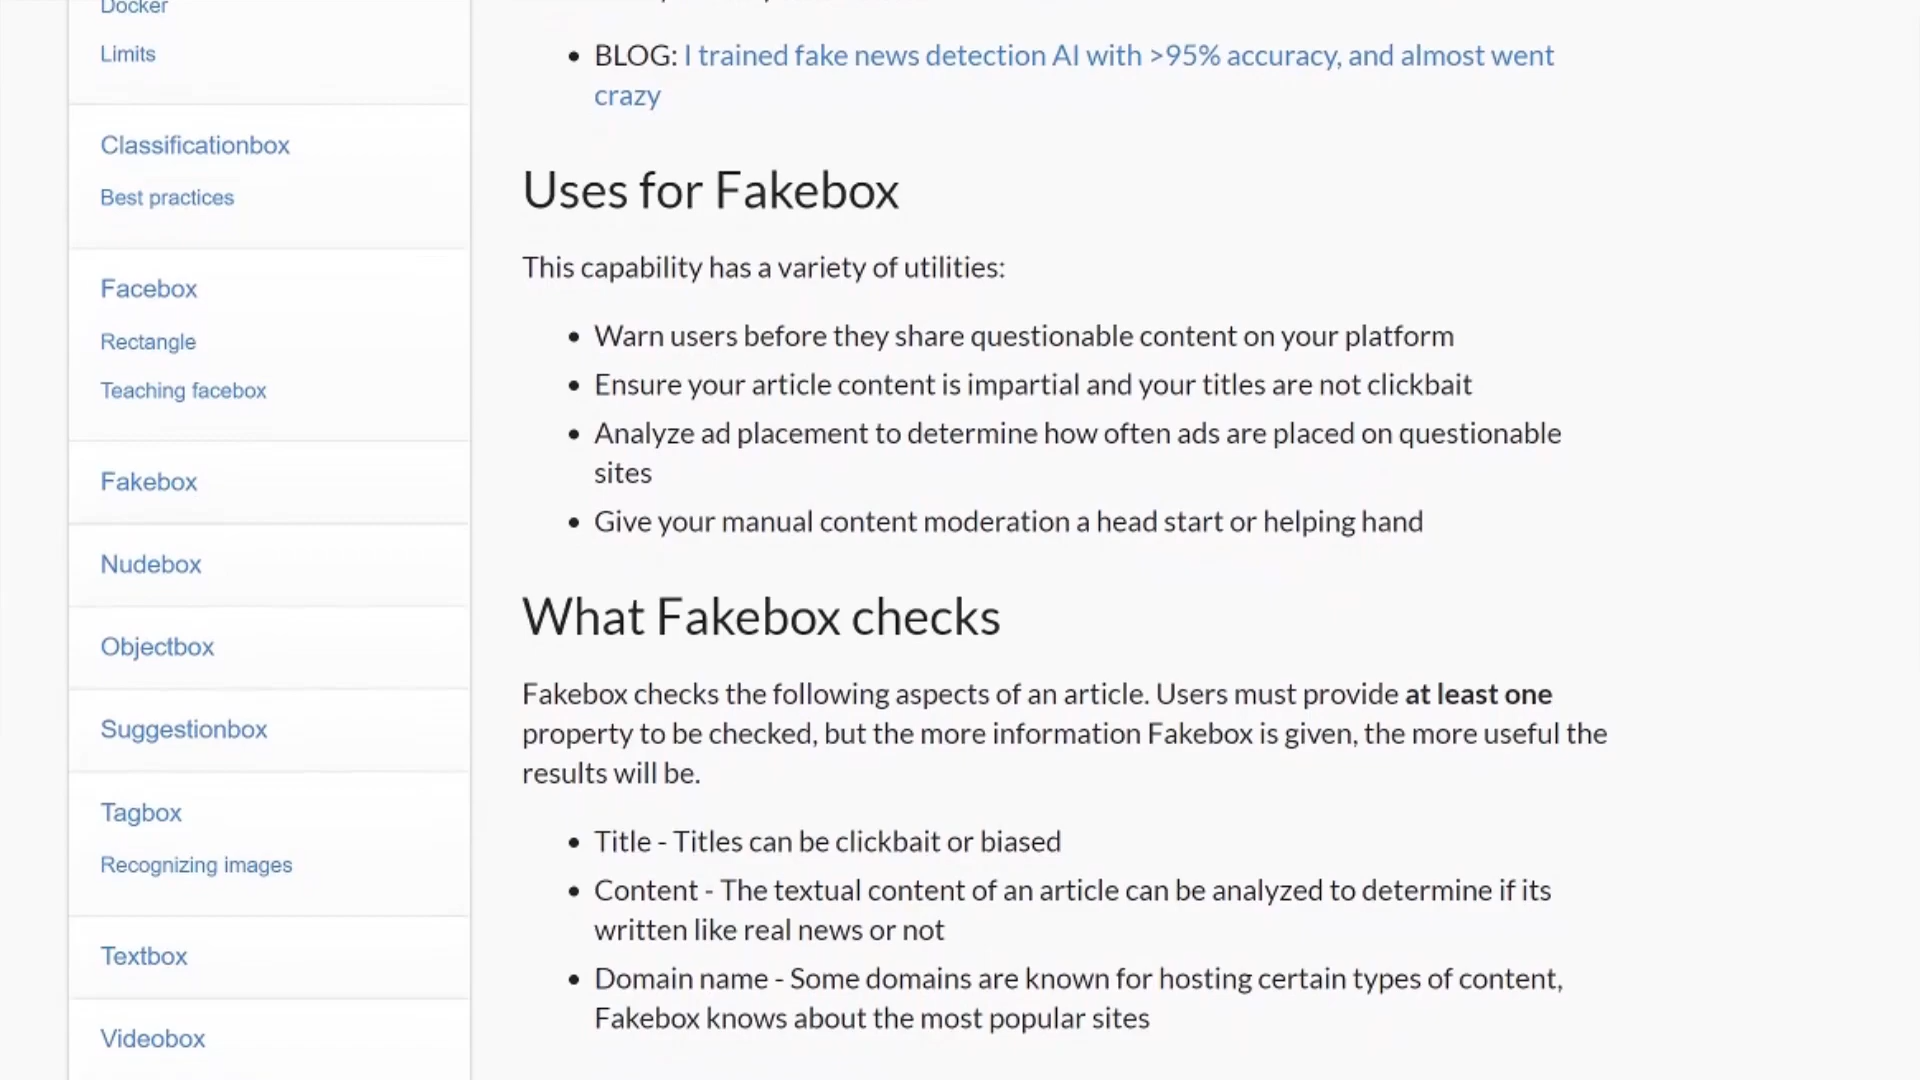 Docker
Limits
Classificationbox
Best practices
Facebox
Rectangle
Teaching facebox
Fakebox
Nudebox
Objectbox
Suggestionbox
Tagbox
Recognizing images
Textbox
Videobox
BLOG: I trained fake news detection AI with >95% accuracy, and almost went
crazy
Uses for Fakebox
This capability has a variety of utilities:
Warn users before they share questionable content on your platform
Ensure your article content is impartial and your titles are not clickbait
Analyze ad placement to determine how often ads are placed on questionable
sites
Give your manual content moderation a head start or helping hand
What Fakebox checks
Fakebox checks the following aspects of an article. Users must provide at least one
property to be checked, but the more information Fakebox is given, the more useful the
results will be.
Title - Titles can be clickbait or biased
Content - The textual content of an article can be analyzed to determine if its
written like real news or not
Domain name - Some domains are known for hosting certain types of content,
Fakebox knows about the most popular sites